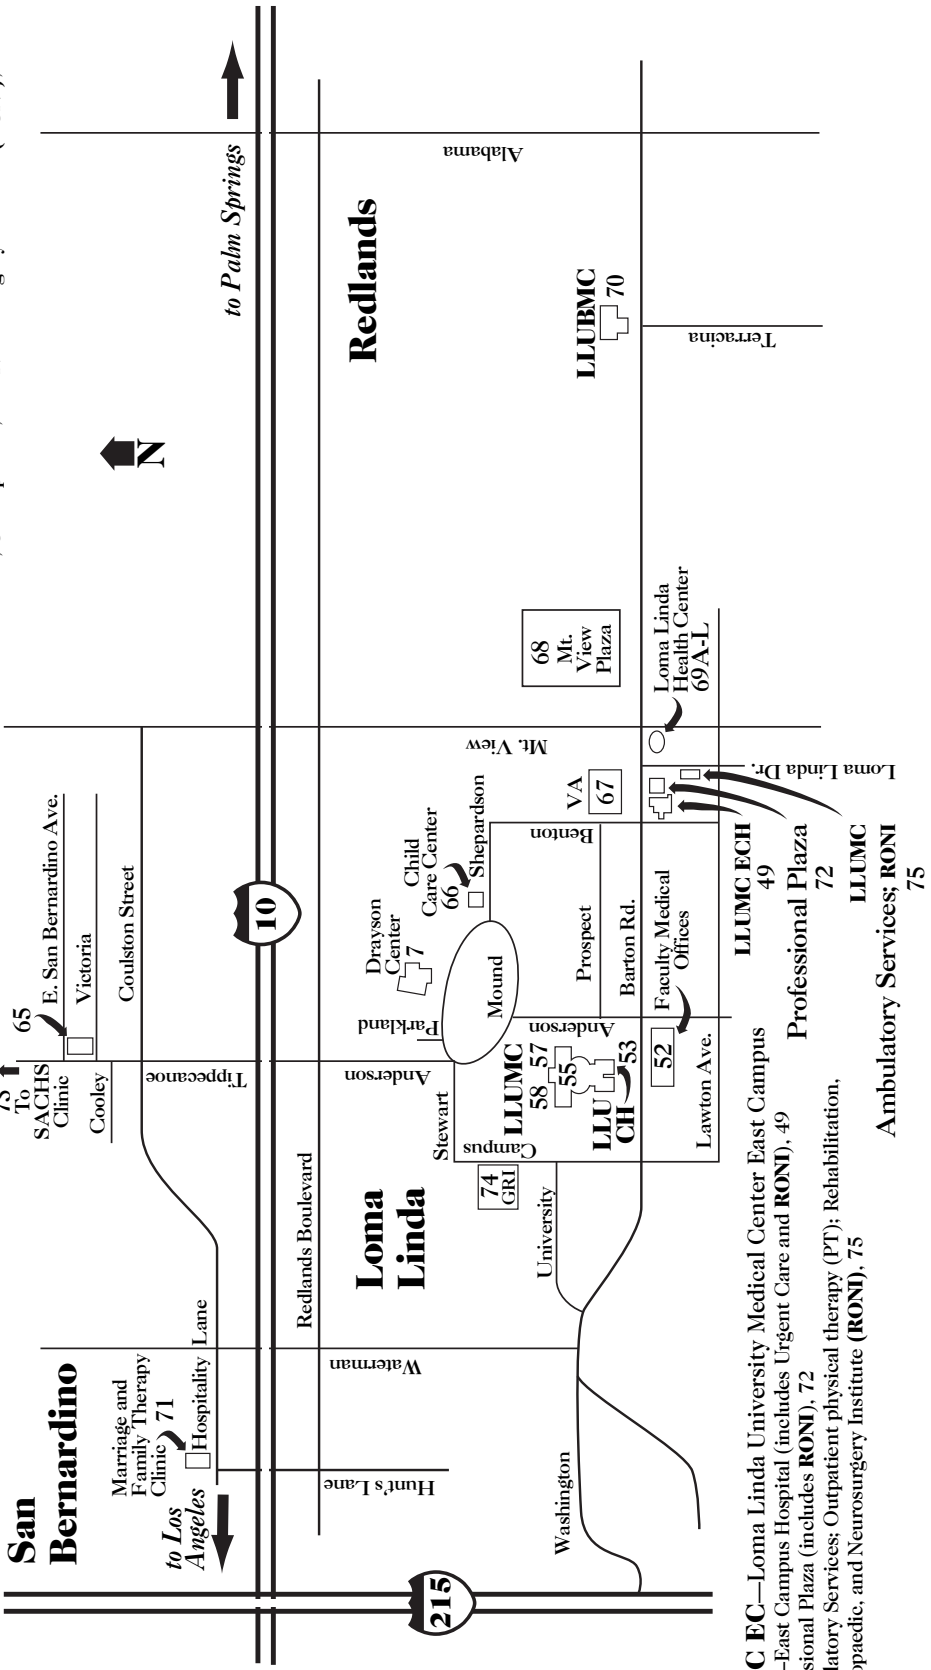 San
Bernardino
to Los
Angeles
Marriage and
Family Therapy
Clinic
71
Hospitality Lane
Hunt's Lane
Waterman
Redlands Boulevard
215
10
To
SACHS
Clinic
65
E. San Bernardino Ave.
Victoria
Cooley
Coulston Street
Tippecanoe
N
to Palm Springs
Alabama
Redlands
Loma
Linda
Anderson
Stewart
Parkland
Drayson
Center
7
Child
Care Center
66
Shepardson
Mound
Mt. View
Campus
74
GRI
University
Washington
LLUMC
58 57
55
LLU
CH
53
Anderson
Prospect
Benton
Barton Rd.
VA
67
68
Mt.
View
Plaza
LLUBMC
70
Terracina
52
Faculty Medical
Offices
Lawton Ave.
Loma Linda
Health Center
69A-L
Loma Linda Dr.
LLUMC ECH
49
Professional Plaza
72
LLUMC
Ambulatory Services; RONI
75
C EC—Loma Linda University Medical Center East Campus
–East Campus Hospital (includes Urgent Care and RONI), 49
sional Plaza (includes RONI), 72
latory Services; Outpatient physical therapy (PT); Rehabilitation,
opaedic, and Neurosurgery Institute (RONI), 75